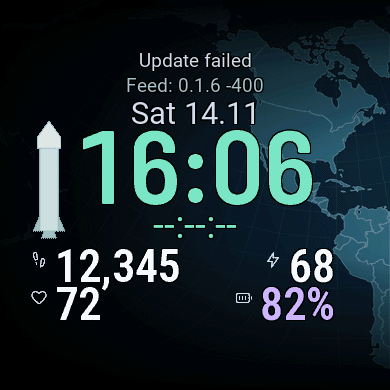 Update failed
Feed: 0.1.6 -400
Sat 14.11
16:06
--:--:--
12,345 68
72 82%